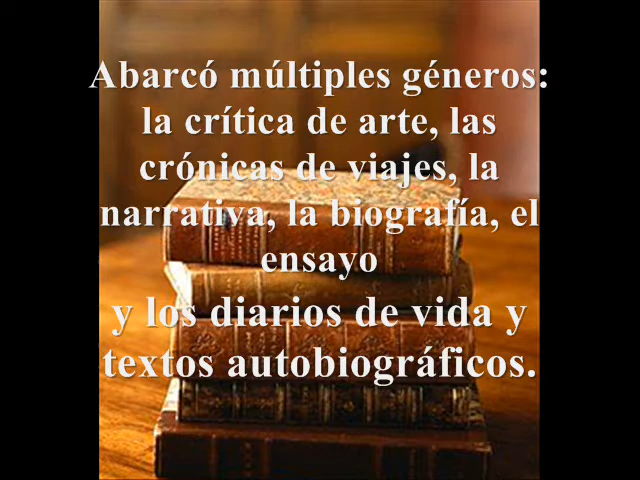 Abarcó múltiples géneros:
la crítica de arte, las
crónicas de viajes, la
narrativa, la biografía, el
ensayo
y los diarios de vida y
textos autobiográficos.